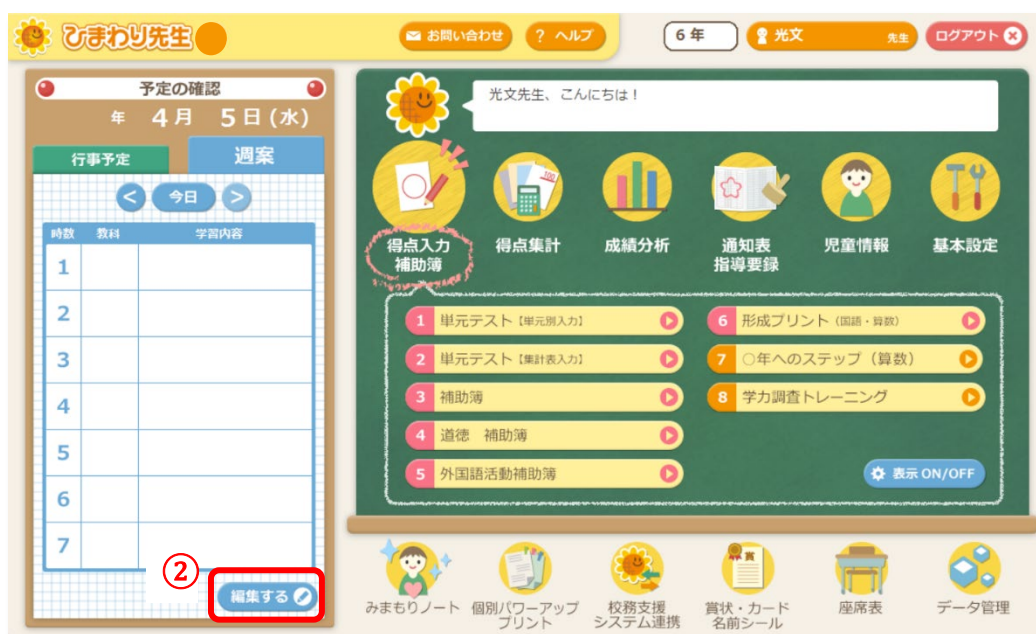 ひまわり先生
お問い合わせ
? ヘルプ
6 年
光文 先生
ログアウト
予定の確認
年 4月 5日(水)
行事予定
週案
< 今日 >
時数 教科 学習内容
1
2
3
4
5
6
7
②
編集する
光文先生、こんにちは!
100
得点入力
補助簿
得点集計
成績分析
通知表
指導要録
児童情報
基本設定
1 単元テスト【単元別入力】
2 単元テスト【集計表入力】
3 補助簿
4 道徳 補助簿
5 外国語活動補助簿
6 形成プリント(国語・算数)
7 ○年へのステップ(算数)
8 学力調査トレーニング
表示 ON/OFF
みまもりノート
個別パワーアップ
プリント
校務支援
システム連携
賞
賞状・カード
名前シール
座席表
データ管理